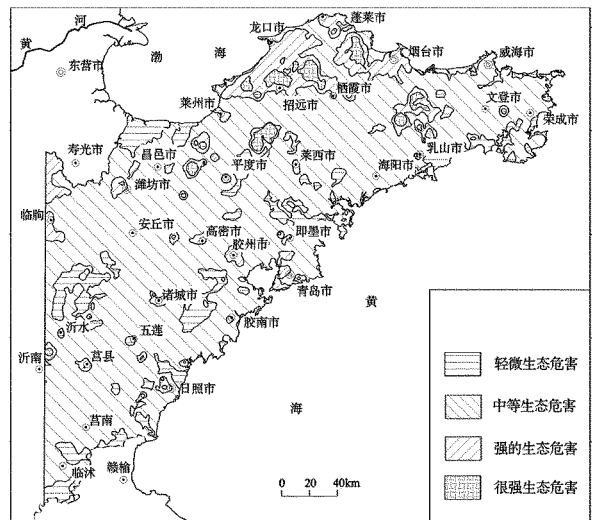 黄 河
渤 海
东营市
龙口市
蓬莱市
烟台市
威海市
莱州市
招远市
栖霞市
文登市
荣成市
寿光市
昌邑市
平度市
莱西市
海阳市
乳山市
潍坊市
临朐
安丘市
高密市
胶州市
即墨市
诸城市
青岛市
黄
沂水
五莲
胶南市
沂南
莒县
日照市
海
莒南
临沭
赣榆
0 20 40km
轻微生态危害
中等生态危害
强的生态危害
很强生态危害